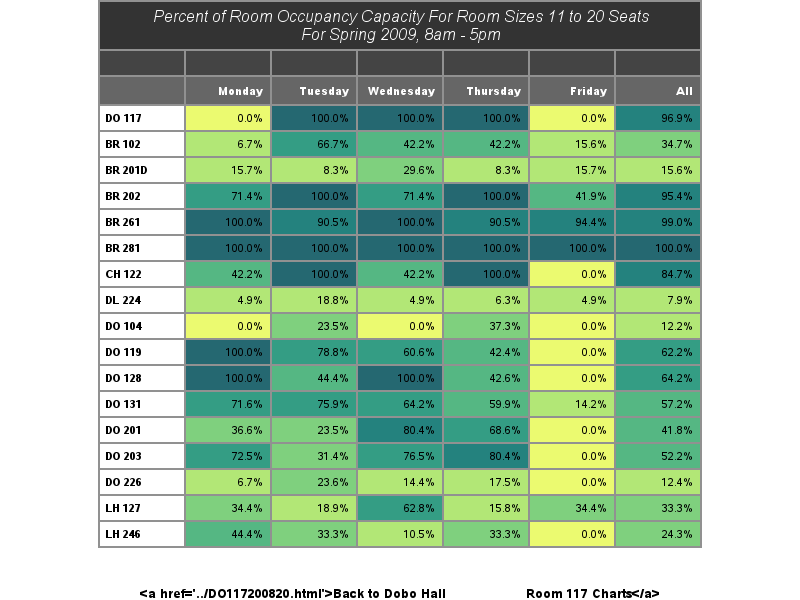 Percent of Room Occupancy Capacity For Room Sizes 11 to 20 Seats
For Spring 2009, 8am - 5pm
Monday Tuesday Wednesday Thursday Friday All
DO 117 0.0% 100.0% 100.0% 100.0% 0.0% 96.9%
BR 102 6.7% 66.7% 42.2% 42.2% 15.6% 34.7%
BR 201D 15.7% 8.3% 29.6% 8.3% 15.7% 15.6%
BR 202 71.4% 100.0% 71.4% 100.0% 41.9% 95.4%
BR 261 100.0% 90.5% 100.0% 90.5% 94.4% 99.0%
BR 281 100.0% 100.0% 100.0% 100.0% 100.0% 100.0%
CH 122 42.2% 100.0% 42.2% 100.0% 0.0% 84.7%
DL 224 4.9% 18.8% 4.9% 6.3% 4.9% 7.9%
DO 104 0.0% 23.5% 0.0% 37.3% 0.0% 12.2%
DO 119 100.0% 78.8% 60.6% 42.4% 0.0% 62.2%
DO 128 100.0% 44.4% 100.0% 42.6% 0.0% 64.2%
DO 131 71.6% 75.9% 64.2% 59.9% 14.2% 57.2%
DO 201 36.6% 23.5% 80.4% 68.6% 0.0% 41.8%
DO 203 72.5% 31.4% 76.5% 80.4% 0.0% 52.2%
DO 226 6.7% 23.6% 14.4% 17.5% 0.0% 12.4%
LH 127 34.4% 18.9% 62.8% 15.8% 34.4% 33.3%
LH 246 44.4% 33.3% 10.5% 33.3% 0.0% 24.3%
<a href='../DO117200820.html'>Back to Dobo Hall Room 117 Charts</a>